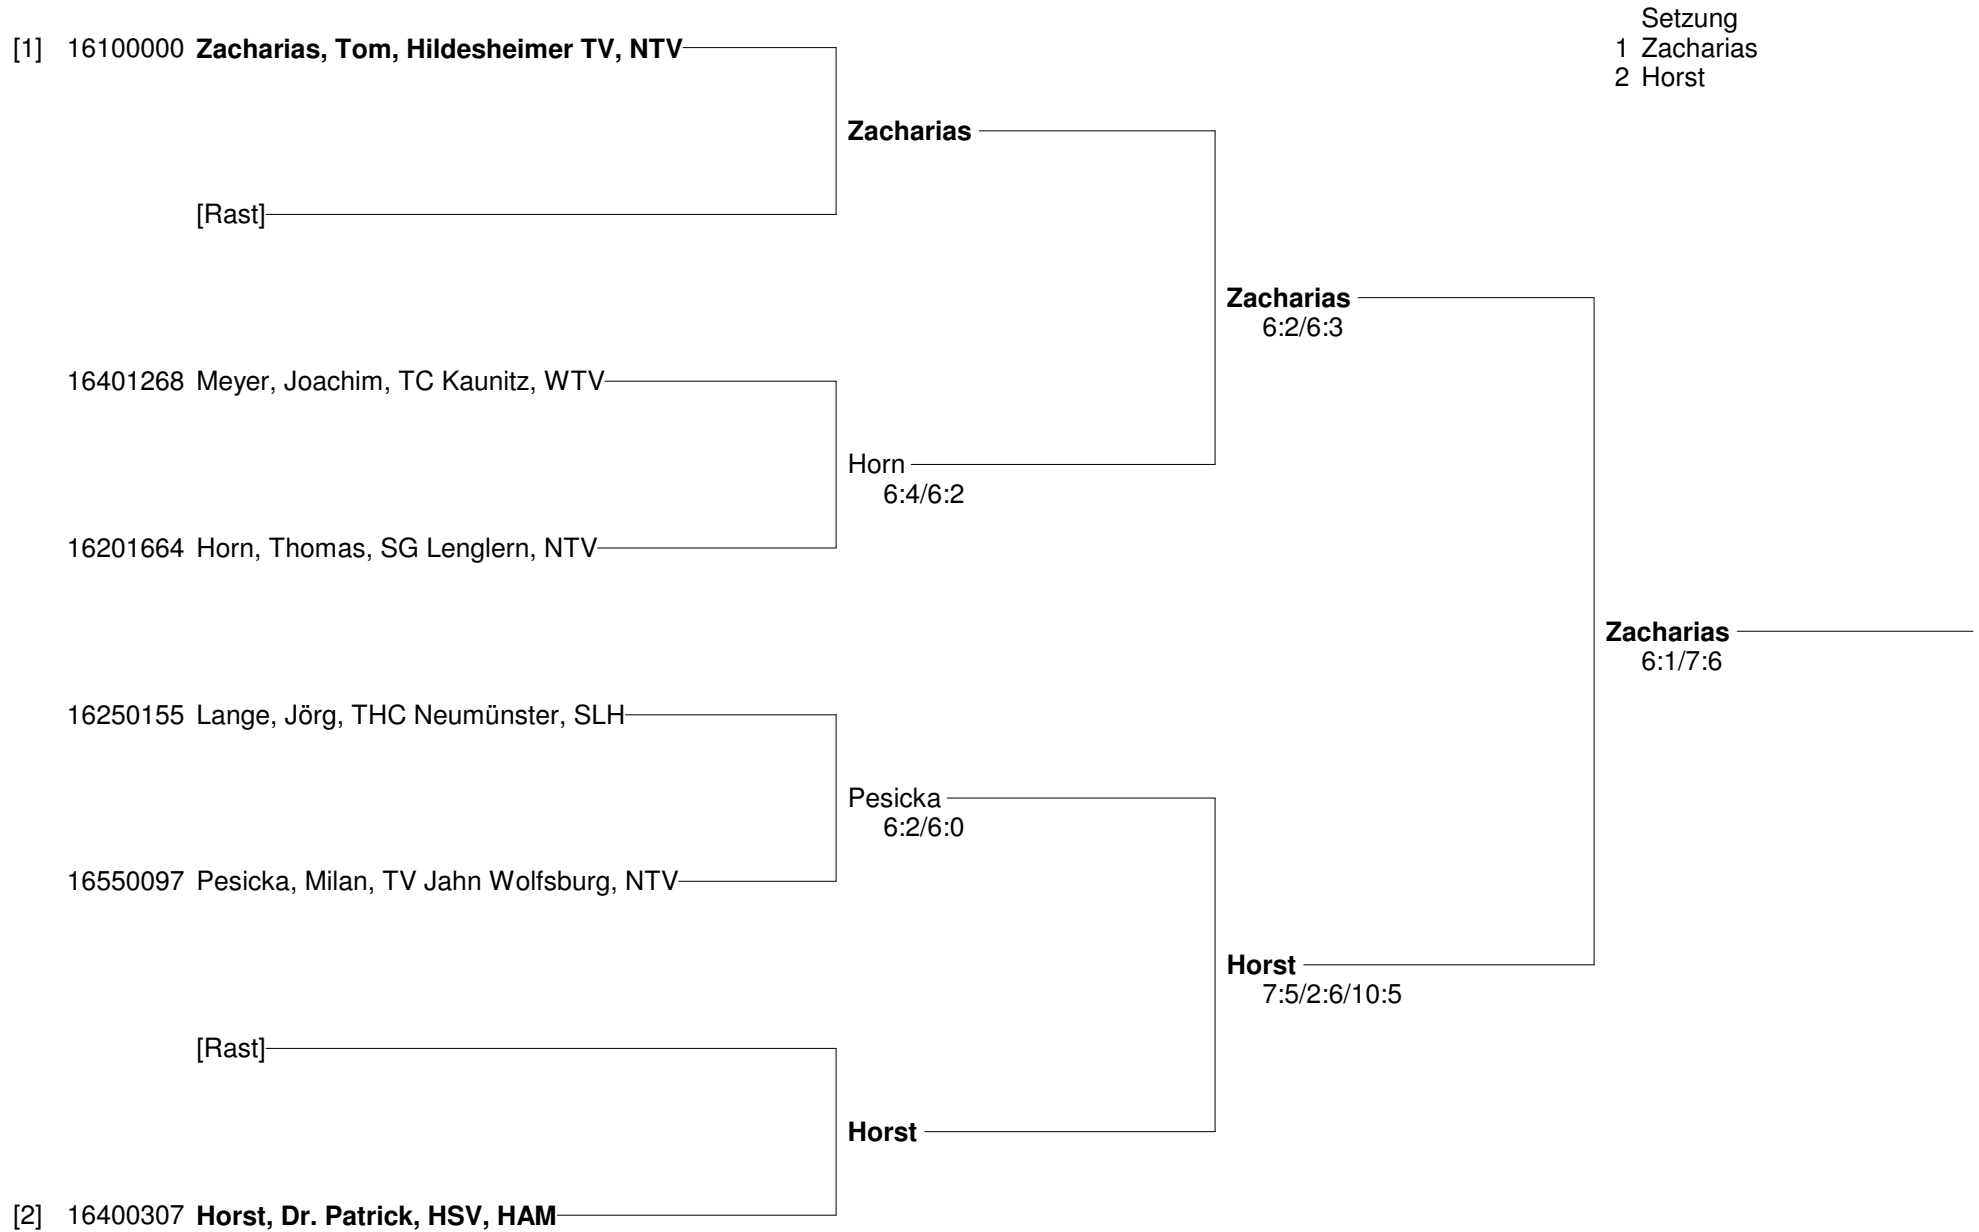 Setzung
1 Zacharias
2 Horst
[1] 16100000 Zacharias, Tom, Hildesheimer TV, NTV
Zacharias
[Rast]
Zacharias
6:2/6:3
16401268 Meyer, Joachim, TC Kaunitz, WTV
Horn
6:4/6:2
16201664 Horn, Thomas, SG Lenglern, NTV
Zacharias
6:1/7:6
16250155 Lange, Jörg, THC Neumünster, SLH
Pesicka
6:2/6:0
16550097 Pesicka, Milan, TV Jahn Wolfsburg, NTV
Horst
7:5/2:6/10:5
[Rast]
Horst
[2] 16400307 Horst, Dr. Patrick, HSV, HAM